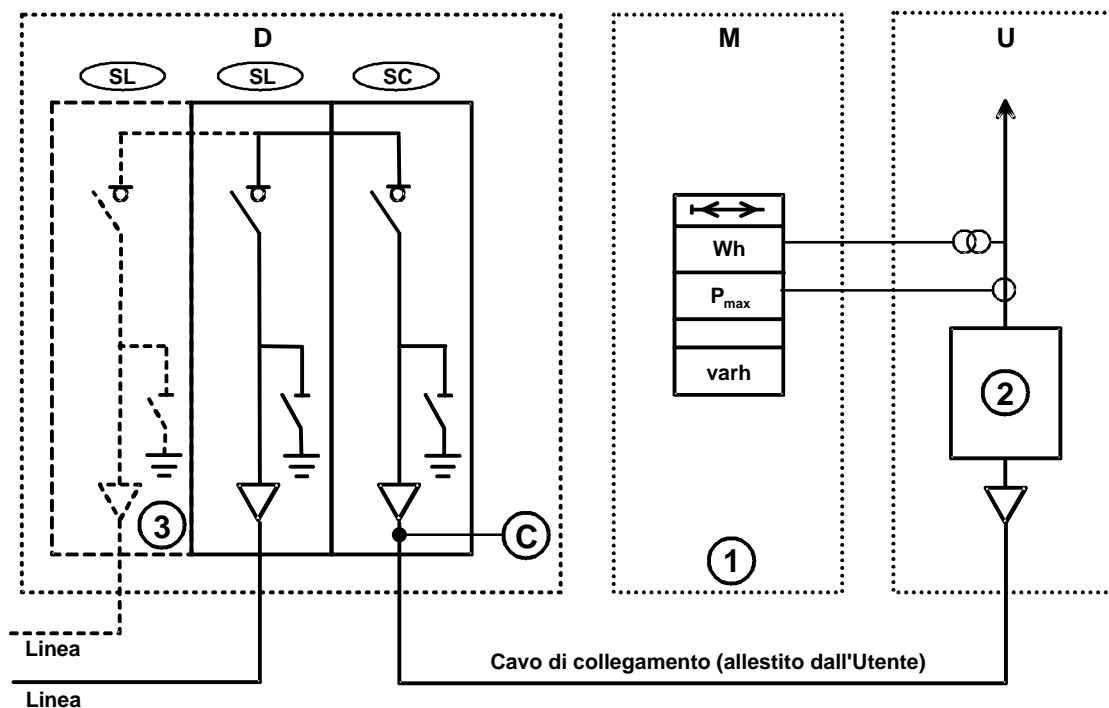 D
M
U
SL
SL
SC
Wh
Pmax
varh
2
3
C
1
Linea
Cavo di collegamento (allestito dall'Utente)
Linea